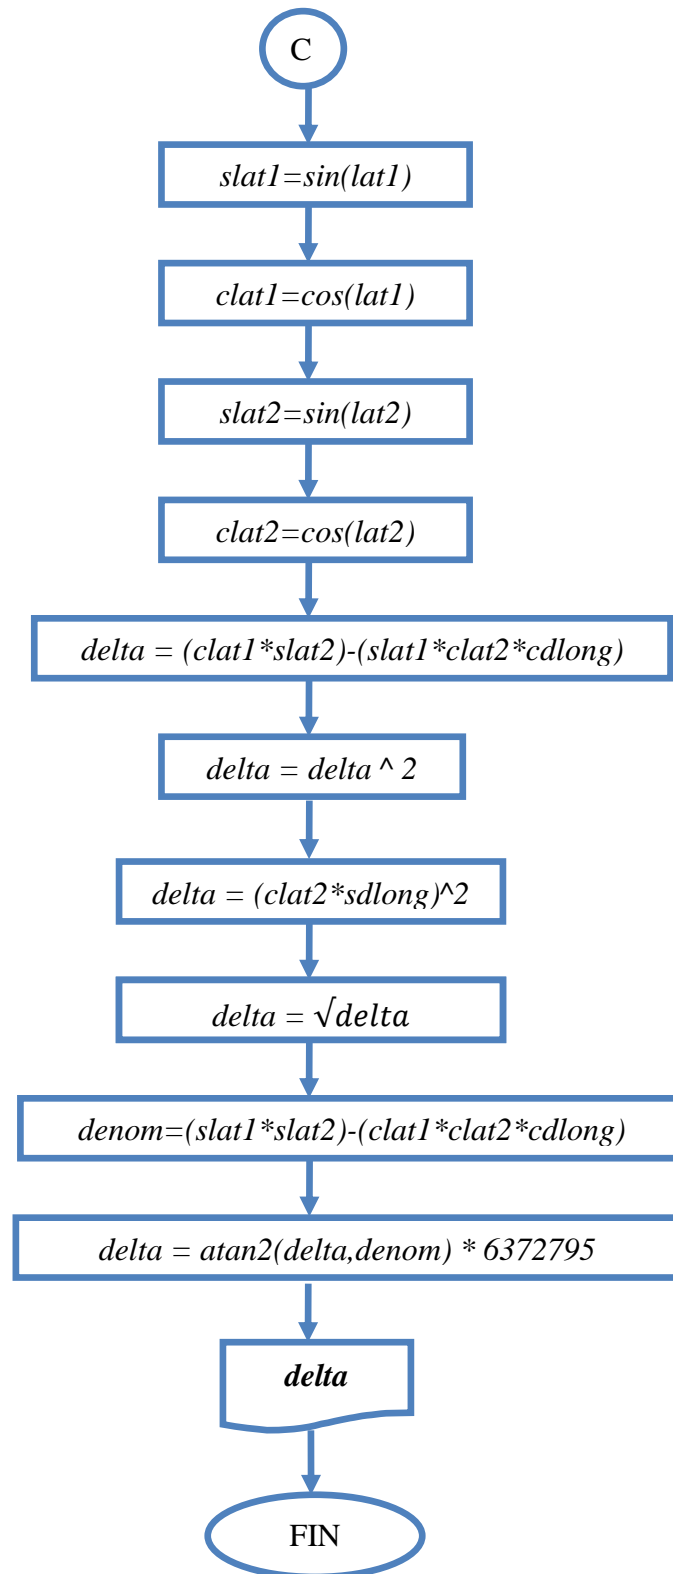 C
slat1=sin(lat1)
clat1=cos(lat1)
slat2=sin(lat2)
clat2=cos(lat2)
delta = (clat1*slat2)-(slat1*clat2*cdlong)
delta = delta ^ 2
delta = (clat2*sdlong)^2
delta = √delta
denom=(slat1*slat2)-(clat1*clat2*cdlong)
delta = atan2(delta,denom) * 6372795
delta
FIN